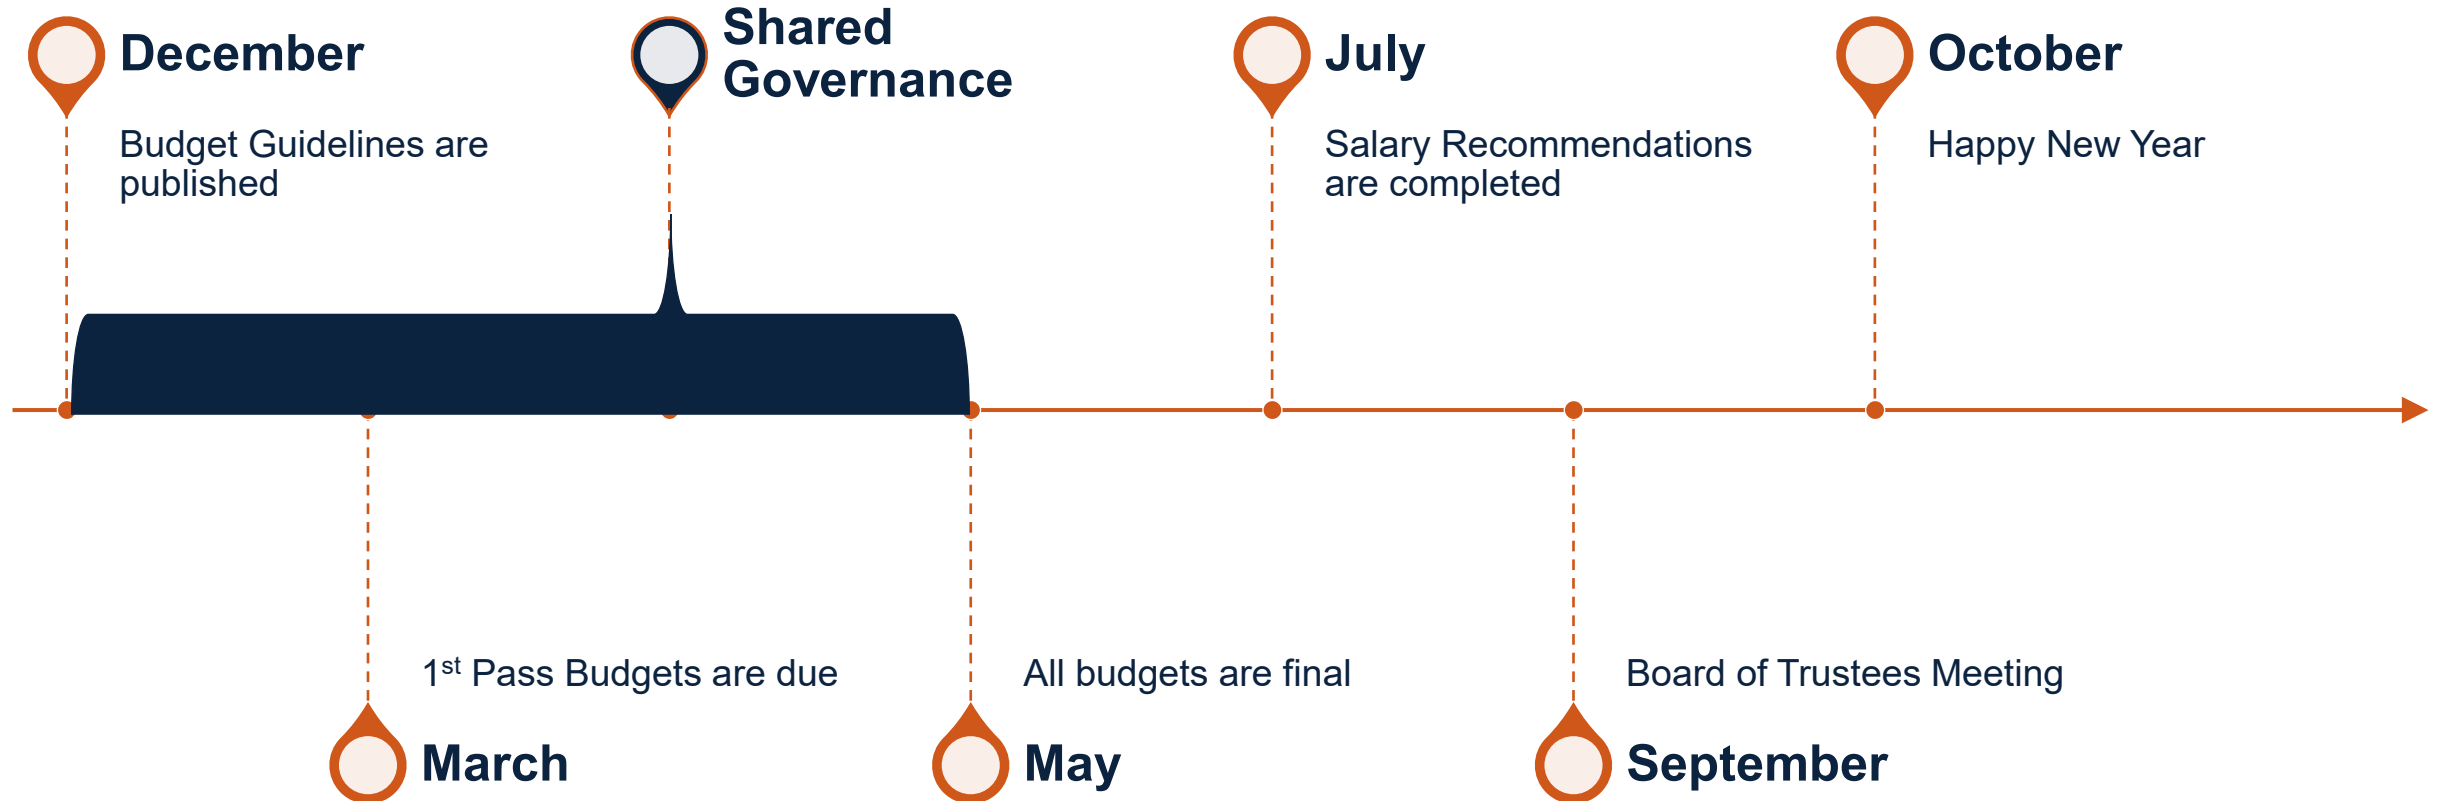 December
Budget Guidelines are
published
Shared
Governance
July
Salary Recommendations
are completed
October
Happy New Year
1st Pass Budgets are due
March
All budgets are final
May
Board of Trustees Meeting
September